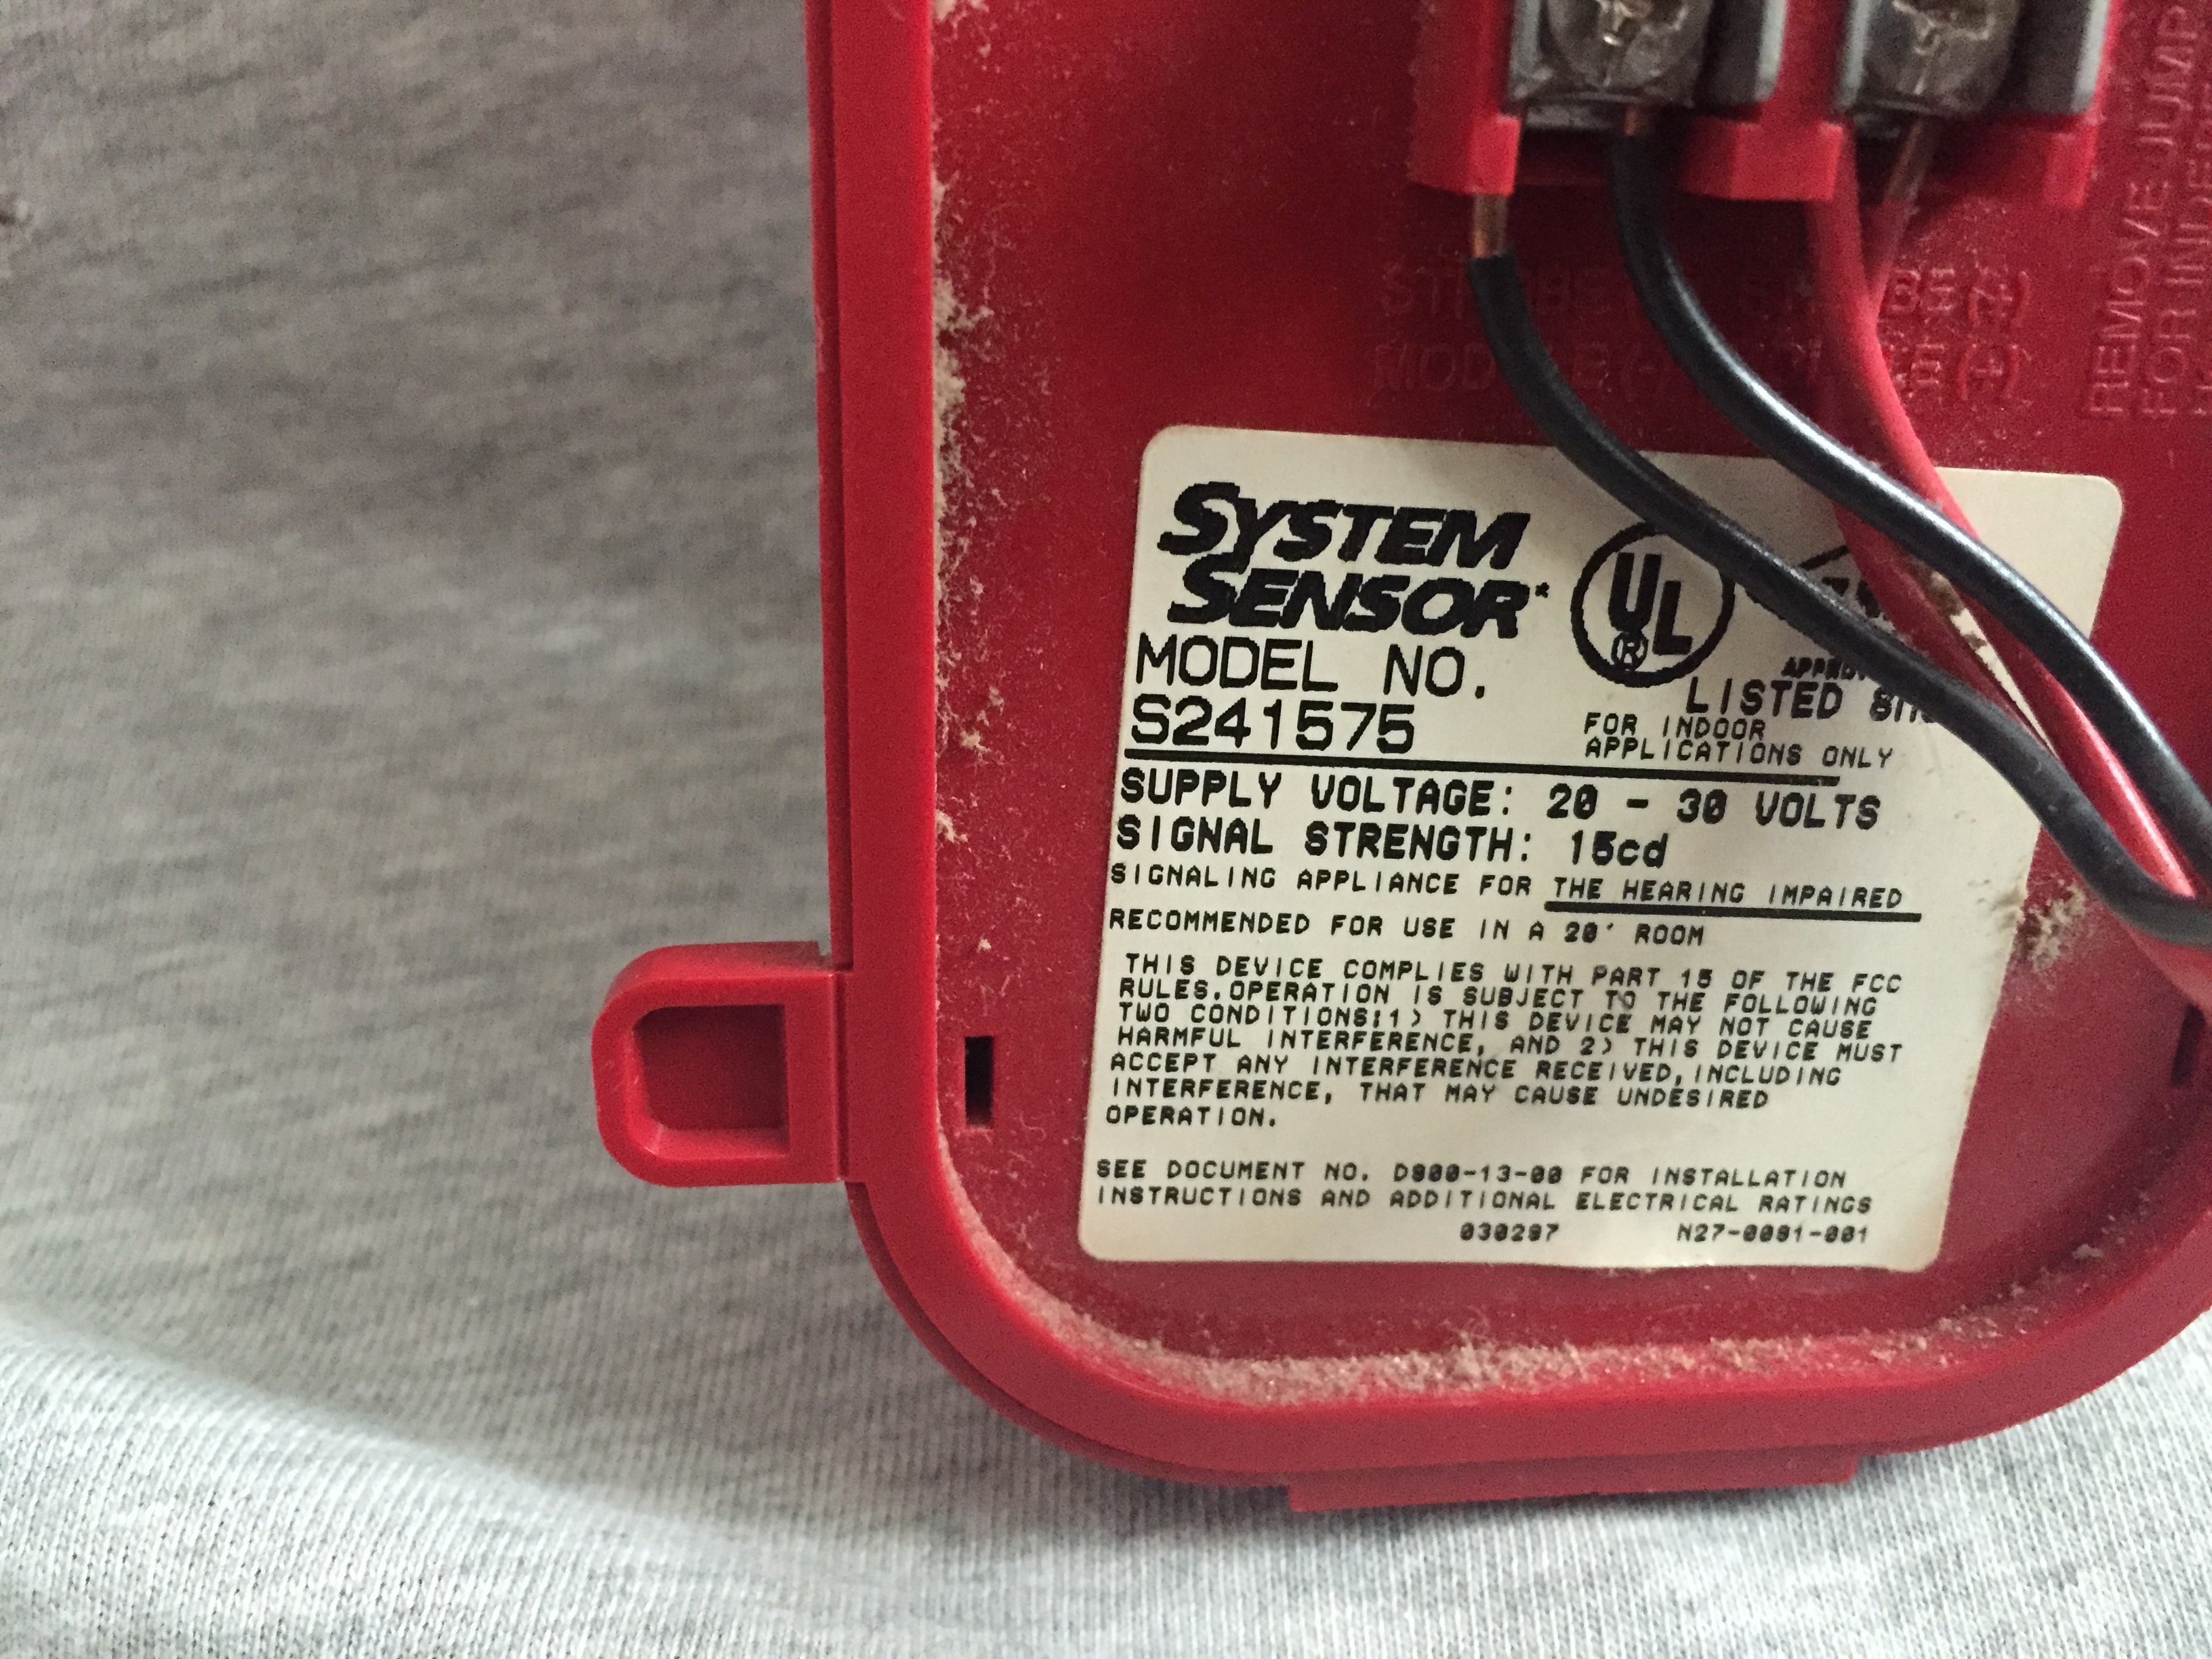 REMOVE JUMP
(+)
(+)
SYSTEM
SENSOR
UL
®
MODEL NO.
LISTED
S241575
FOR INDOOR
APPLICATIONS ONLY
SUPPLY VOLTAGE: 20 - 30 VOLTS
SIGNAL STRENGTH: 15cd
SIGNALING APPLIANCE FOR THE HEARING IMPAIRED
RECOMMENDED FOR USE IN A 20' ROOM
THIS DEVICE COMPLIES WITH PART 15 OF THE FCC
RULES.OPERATION IS SUBJECT TO THE FOLLOWING
TWO CONDITIONS:1) THIS DEVICE MAY NOT CAUSE
HARMFUL INTERFERENCE, AND 2) THIS DEVICE MUST
ACCEPT ANY INTERFERENCE RECEIVED,INCLUDING
INTERFERENCE, THAT MAY CAUSE UNDESIRED
OPERATION.
SEE DOCUMENT NO. D900-13-00 FOR INSTALLATION
INSTRUCTIONS AND ADDITIONAL ELECTRICAL RATINGS
030297 N27-0091-001